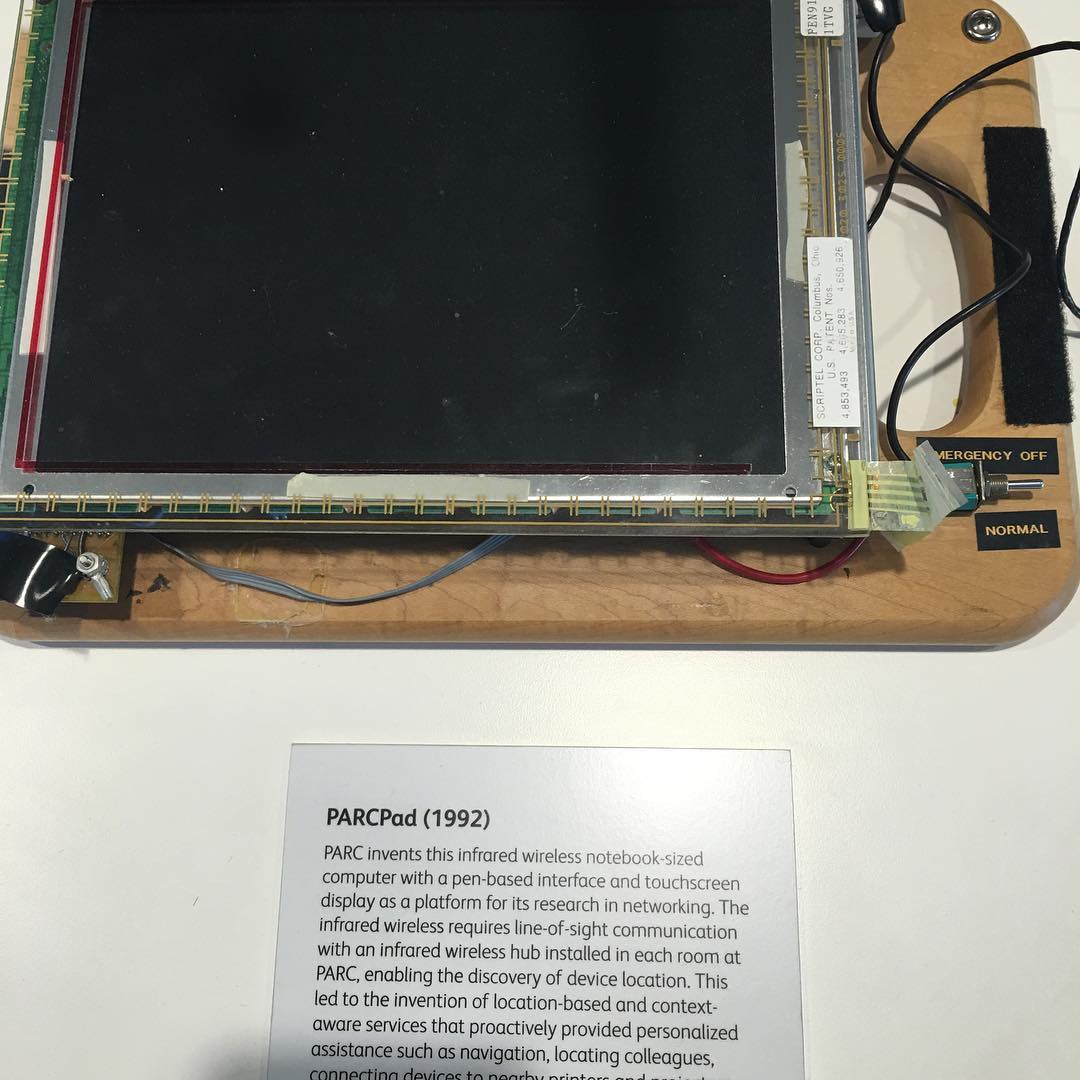 PEN91
1TVG
SCRIPTEL CORP. Columbus, Ohio
U.S. PATENT Nos.
4,853,493 4,650,926
MERGENCY OFF
NORMAL
PARCPad (1992)
PARC invents this infrared wireless notebook-sized
computer with a pen-based interface and touchscreen
display as a platform for its research in networking. The
infrared wireless requires line-of-sight communication
with an infrared wireless hub installed in each room at
PARC, enabling the discovery of device location. This
led to the invention of location-based and context-
aware services that proactively provided personalized
assistance such as navigation, locating colleagues,
connecting devices to nearby printers and